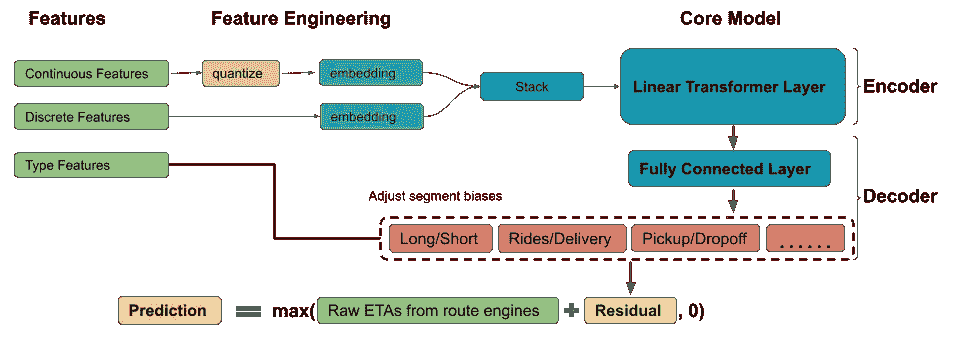 Features Feature Engineering Core Model
Continuous Features quantize embedding Stack Linear Transformer Layer Encoder
Discrete Features embedding
Type Features Fully Connected Layer Decoder
Adjust segment biases
Long/Short Rides/Delivery Pickup/Dropoff ......
Prediction = max( Raw ETAs from route engines + Residual , 0)